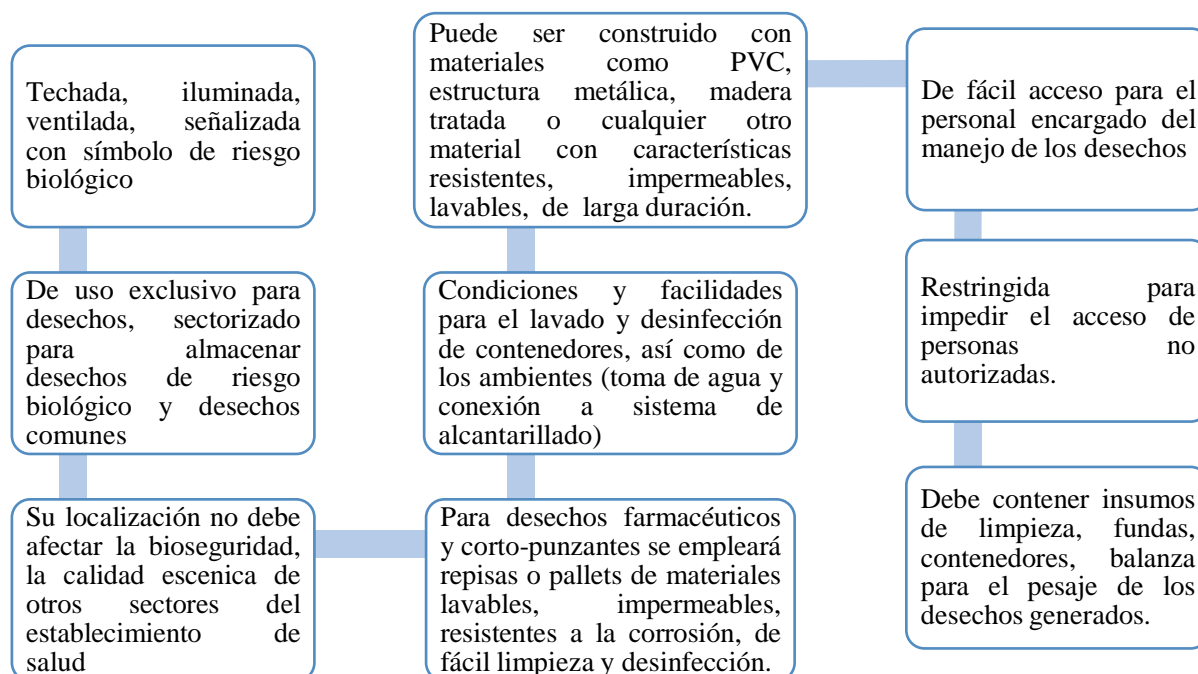 Techada, iluminada,
ventilada, señalizada
con símbolo de riesgo
biológico
De uso exclusivo para
desechos, sectorizado
para almacenar
desechos de riesgo
biológico y desechos
comunes
Su localización no debe
afectar la bioseguridad,
la calidad escenica de
otros sectores del
establecimiento de
salud
Para desechos farmacéuticos
y corto-punzantes se empleará
repisas o pallets de materiales
lavables, impermeables,
resistentes a la corrosión, de
fácil limpieza y desinfección.
Condiciones y facilidades
para el lavado y desinfección
de contenedores, así como de
los ambientes (toma de agua y
conexión a sistema de
alcantarillado)
Puede ser construido con
materiales como PVC,
estructura metálica, madera
tratada o cualquier otro
material con características
resistentes, impermeables,
lavables, de larga duración.
De fácil acceso para el
personal encargado del
manejo de los desechos
Restringida para
impedir el acceso de
personas no
autorizadas.
Debe contener insumos
de limpieza, fundas,
contenedores, balanza
para el pesaje de los
desechos generados.